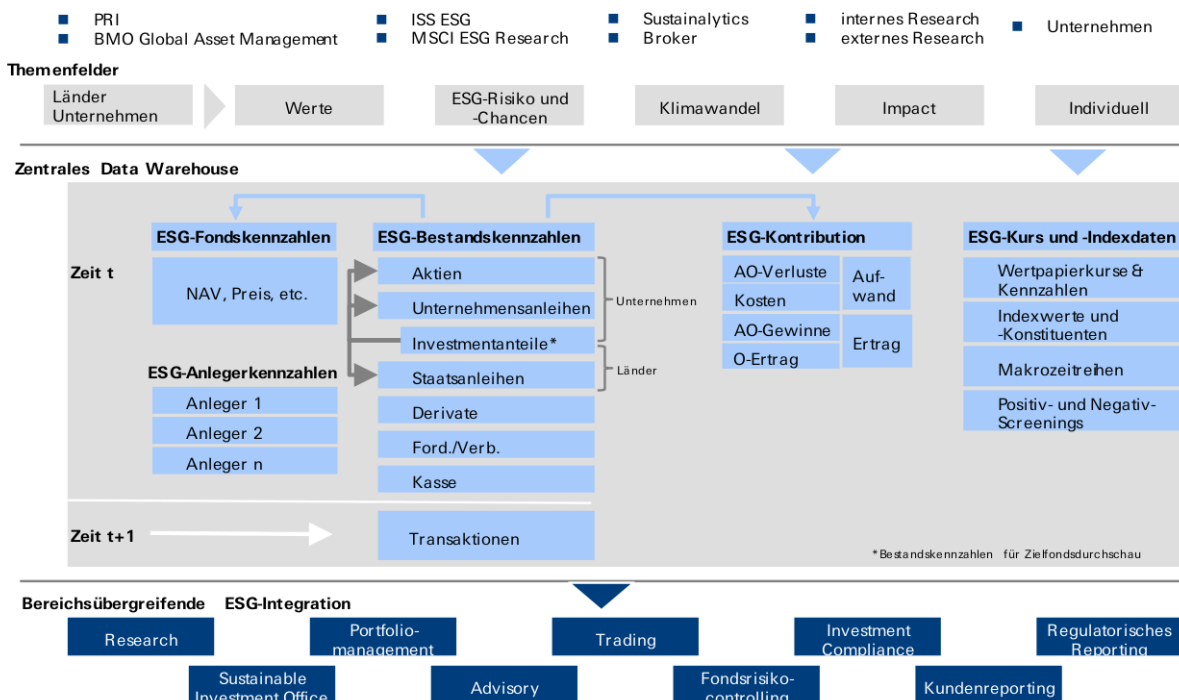 PRI
BMO Global Asset Management
ISS ESG
MSCI ESG Research
Sustainalytics
Broker
internes Research
externes Research
Unternehmen
Themenfelder
Länder
Unternehmen
Werte
ESG-Risiko und
-Chancen
Klimawandel
Impact
Individuell
Zentrales Data Warehouse
ESG-Fondskennzahlen
ESG-Bestandskennzahlen
ESG-Kontribution
ESG-Kurs und -Indexdaten
Zeit t
NAV, Preis, etc.
ESG-Anlegerkennzahlen
Anleger 1
Anleger 2
Anleger n
Aktien
Unternehmensanleihen
Investmentanteile*
Staatsanleihen
Derivate
Ford./Verb.
Kasse
Unternehmen
Länder
AO-Verluste
Kosten
AO-Gewinne
O-Ertrag
Auf-
wand
Ertrag
Wertpapierkurse &
Kennzahlen
Indexwerte und
-Konstituenten
Makrozeitreihen
Positiv- und Negativ-
Screenings
Zeit t+1
Transaktionen
*Bestandskennzahlen für Zielfondsdurchschau
Bereichsübergreifende ESG-Integration
Research
Portfolio-
management
Trading
Investment
Compliance
Regulatorisches
Reporting
Sustainable
Investment Office
Advisory
Fondsrisiko-
controlling
Kundenreporting